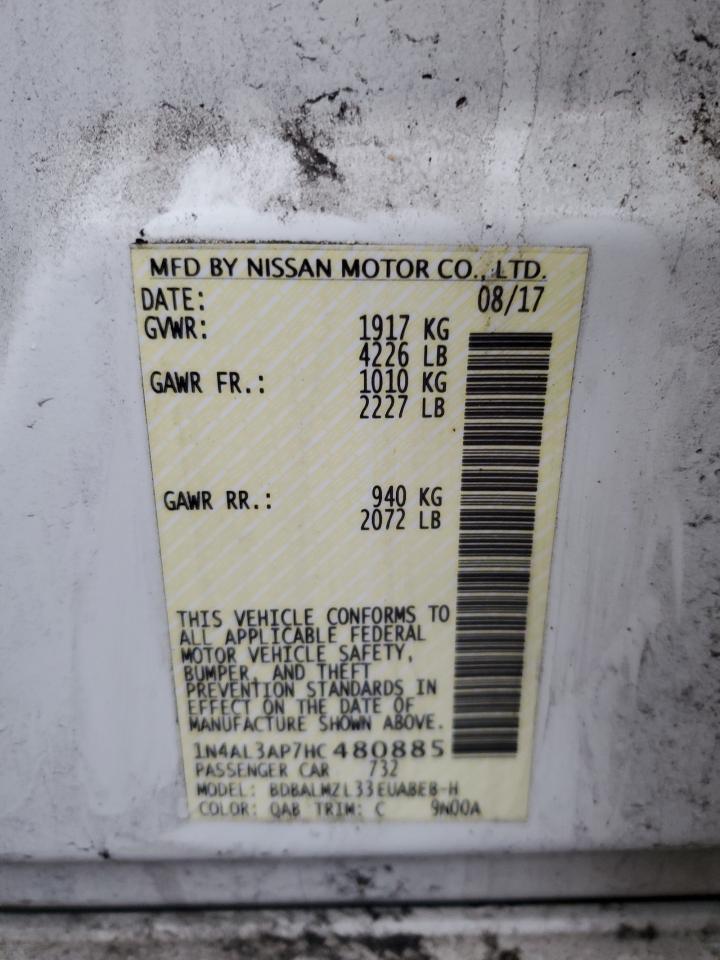 MFD BY NISSAN MOTOR CO., LTD.
DATE: 08/17
GVWR: 1917 KG
4226 LB
GAWR FR.: 1010 KG
2227 LB
GAWR RR.: 940 KG
2072 LB
THIS VEHICLE CONFORMS TO
ALL APPLICABLE FEDERAL
MOTOR VEHICLE SAFETY,
BUMPER, AND THEFT
PREVENTION STANDARDS IN
EFFECT ON THE DATE OF
MANUFACTURE SHOWN ABOVE.
1N4AL3AP7HC480885
PASSENGER CAR 732
MODEL: BDBALMZL33EUABEB-H
COLOR: QAB TRIM: C 9N00A